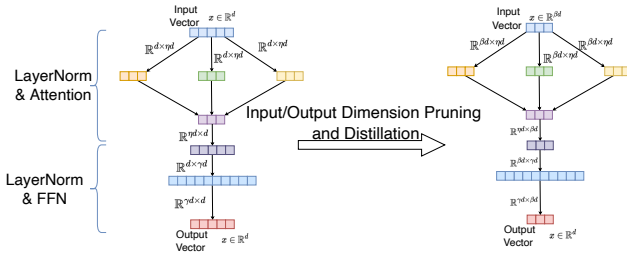 Input
Vector
x ∈ ℝ^d
ℝ^{d×ηd}
ℝ^{d×ηd}
ℝ^{d×ηd}
LayerNorm
& Attention
ℝ^{ηd×d}
LayerNorm
& FFN
ℝ^{d×γd}
ℝ^{γd×d}
Output
Vector
x ∈ ℝ^d
Input/Output Dimension Pruning
and Distillation
Input
Vector
x ∈ ℝ^{βd}
ℝ^{βd×ηd}
ℝ^{βd×ηd}
ℝ^{βd×ηd}
ℝ^{ηd×βd}
ℝ^{βd×γd}
ℝ^{γd×βd}
Output
Vector
x ∈ ℝ^d